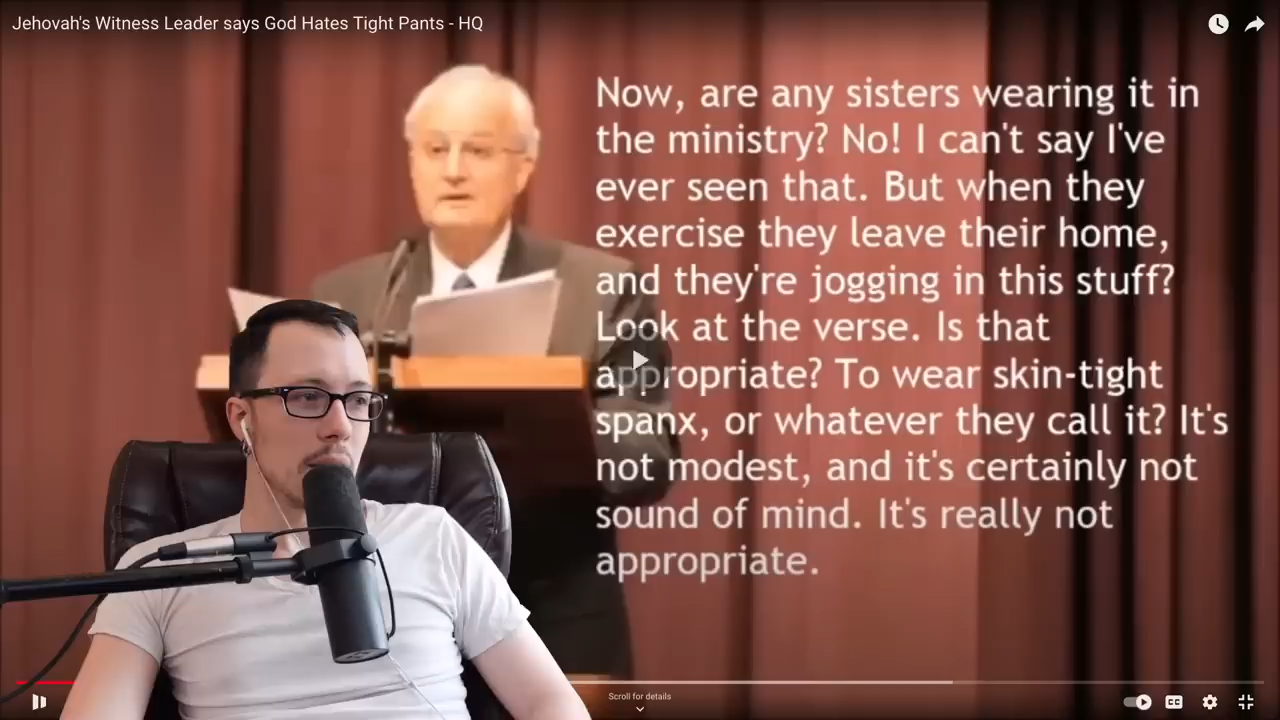 Jehovah's Witness Leader says God Hates Tight Pants - HQ
Now, are any sisters wearing it in
the ministry? No! I can't say I've
ever seen that. But when they
exercise they leave their home,
and they're jogging in this stuff?
Look at the verse. Is that
appropriate? To wear skin-tight
spanx, or whatever they call it? It's
not modest, and it's certainly not
sound of mind. It's really not
appropriate.
Scroll for details
CC